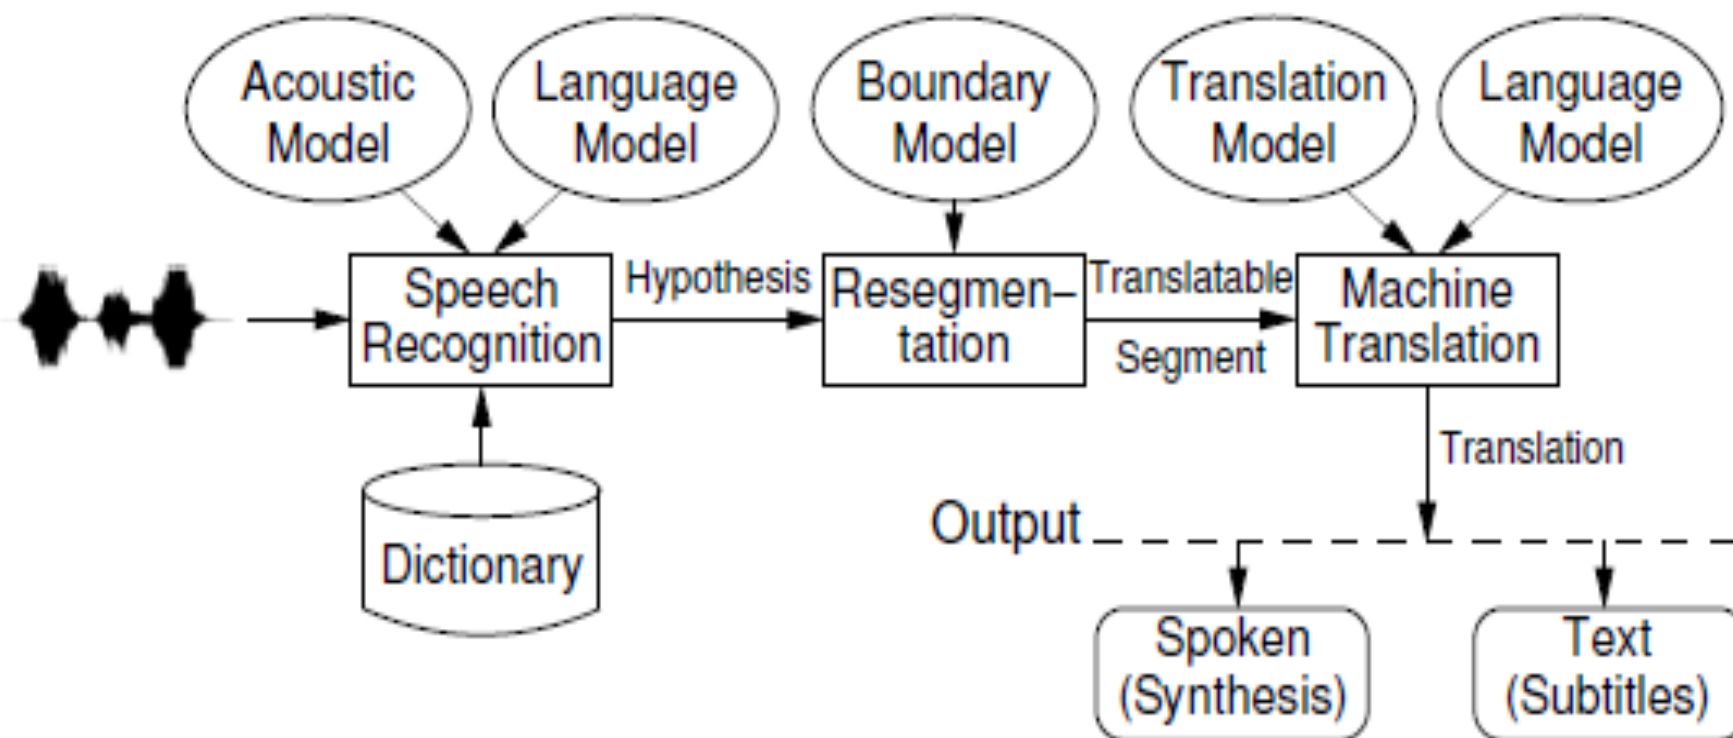 Acoustic
Model
Language
Model
Boundary
Model
Translation
Model
Language
Model
Speech
Recognition
Hypothesis
Resegmen–
tation
Translatable
Segment
Machine
Translation
Dictionary
Translation
Output
Spoken
(Synthesis)
Text
(Subtitles)